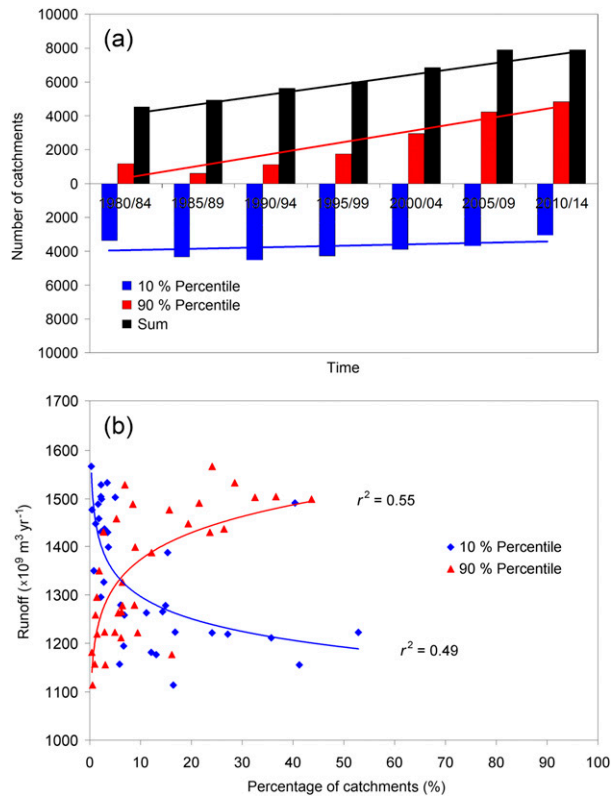 (a)
10000
8000
6000
4000
2000
0
2000
4000
6000
8000
10000
Number of catchments
1980/84 1985/89 1990/94 1995/99 2000/04 2005/09 2010/14
10 % Percentile
90 % Percentile
Sum
Time
(b)
1700
1600
1500
1400
1300
1200
1100
1000
Runoff (×10⁹ m³ yr⁻¹)
r² = 0.55
10 % Percentile
90 % Percentile
r² = 0.49
0 10 20 30 40 50 60 70 80 90 100
Percentage of catchments (%)